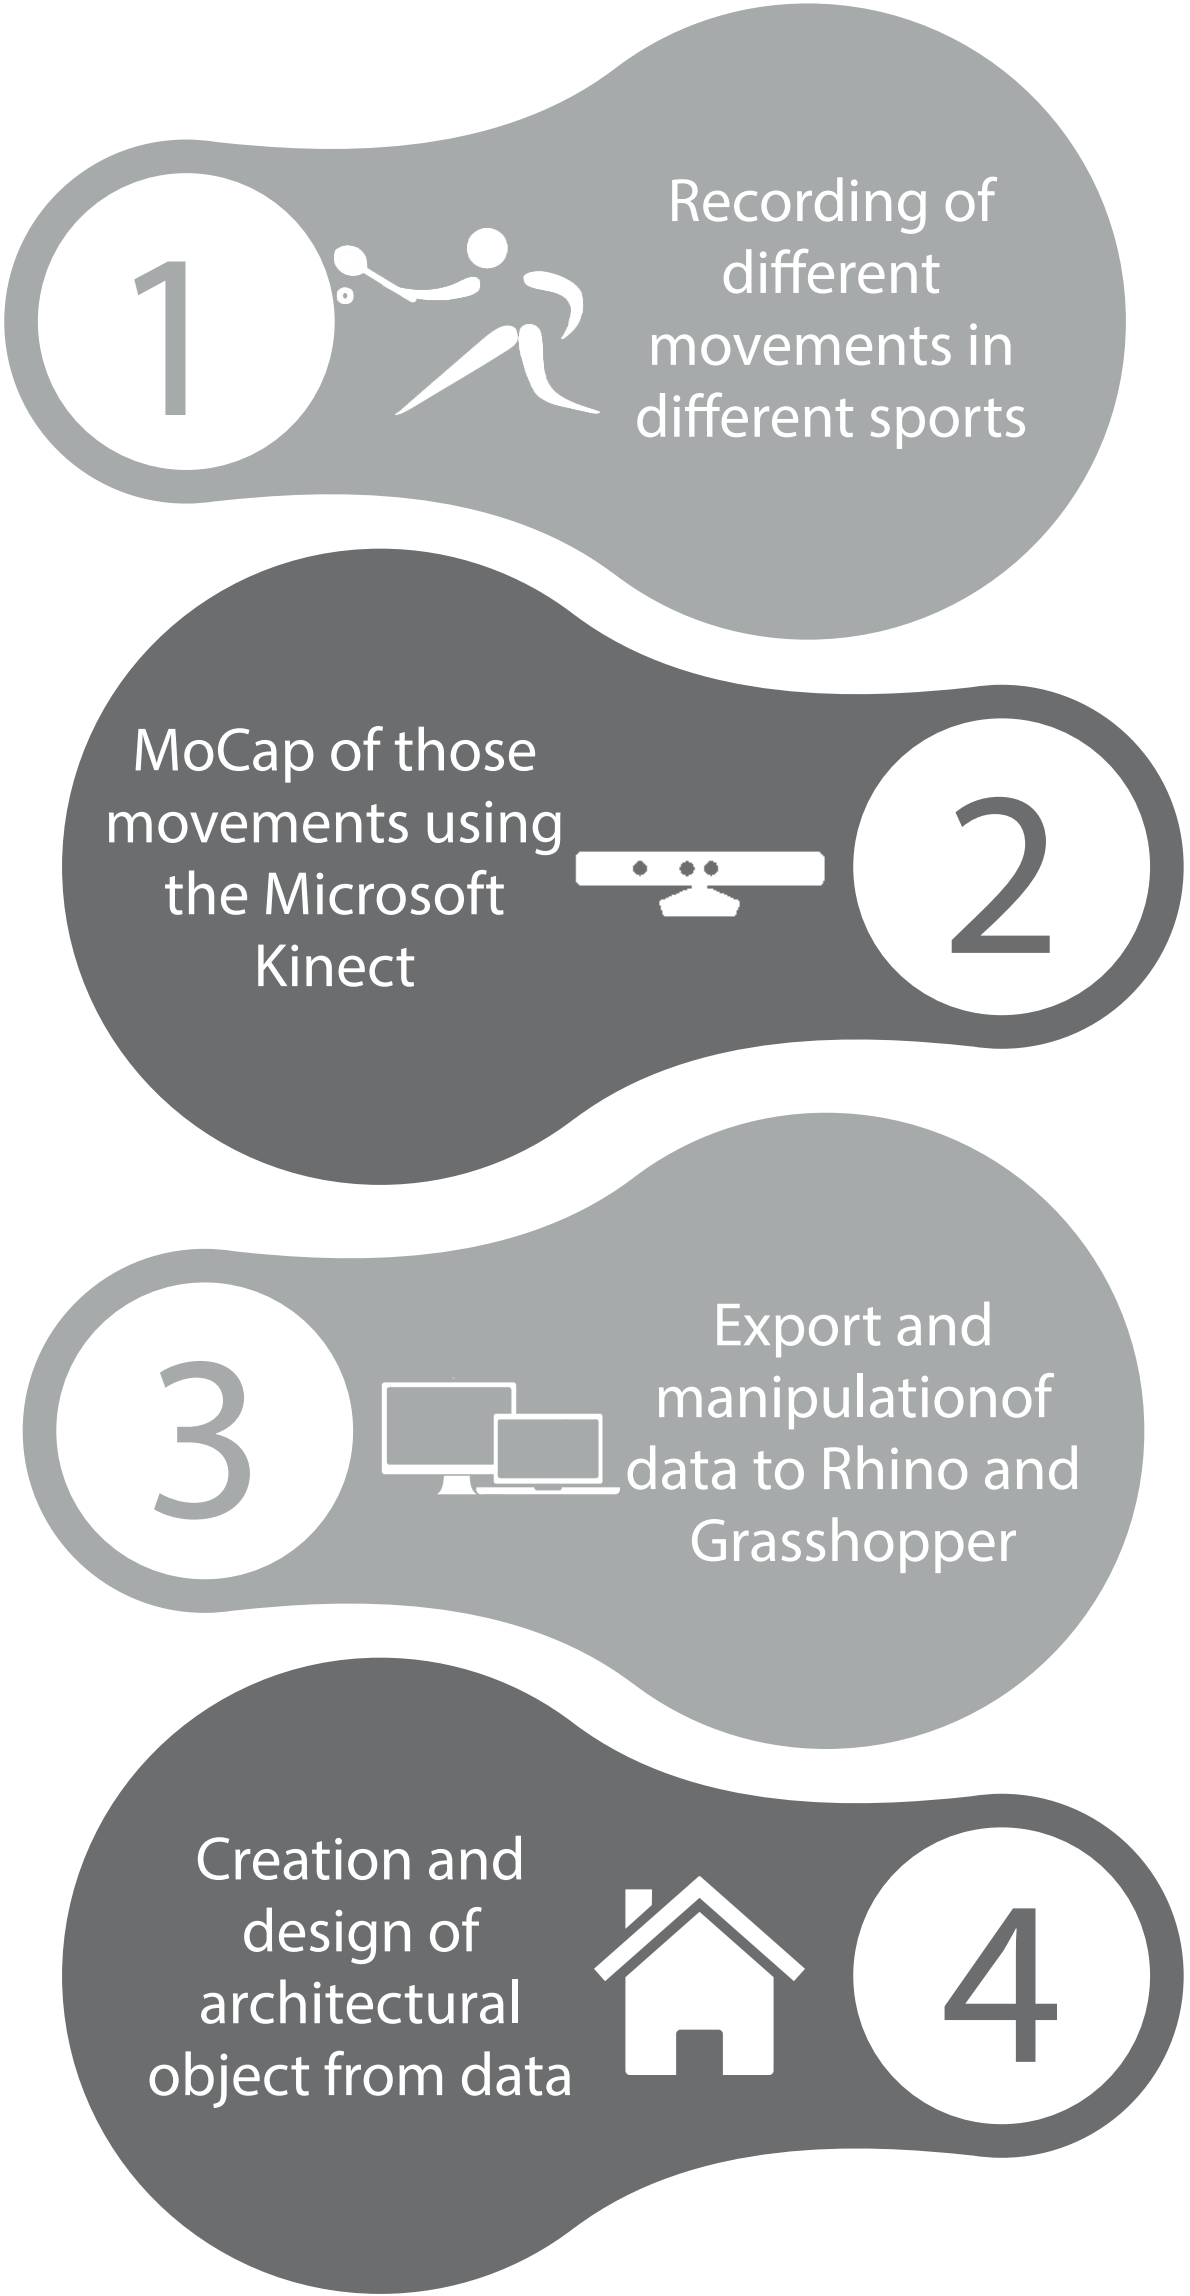 1
Recording of
different
movements in
different sports
MoCap of those
movements using
the Microsoft
Kinect
2
3
Export and
manipulationof
data to Rhino and
Grasshopper
Creation and
design of
architectural
object from data
4